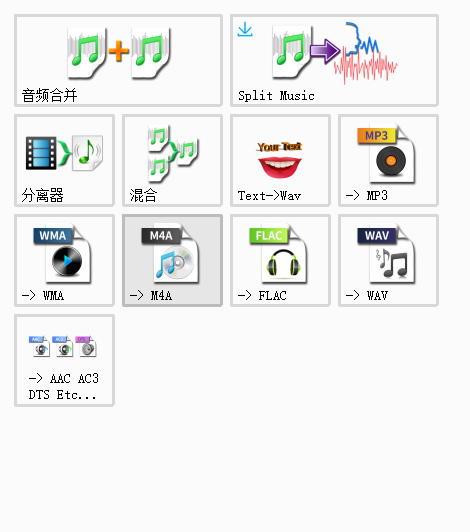 音频合并
Split Music
分离器
混合
Your Text
Text->Wav
MP3
-> MP3
WMA
-> WMA
M4A
-> M4A
FLAC
-> FLAC
WAV
-> WAV
-> AAC AC3
DTS Etc...